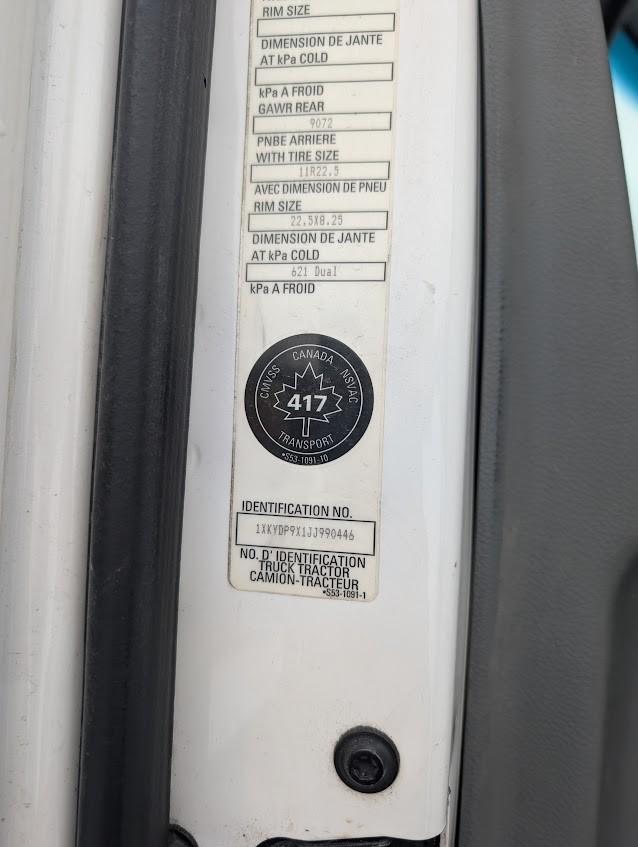 RIM SIZE
DIMENSION DE JANTE
AT kPa COLD
kPa A FROID
GAWR REAR
9072
PNBE ARRIERE
WITH TIRE SIZE
11R22.5
AVEC DIMENSION DE PNEU
RIM SIZE
22.5X8.25
DIMENSION DE JANTE
AT kPa COLD
621 Dual
kPa A FROID
CMVSS CANADA NSVAC
417
TRANSPORT
•S53-1091-10
IDENTIFICATION NO.
1XKYDP9X1JJ990446
NO. D' IDENTIFICATION
TRUCK TRACTOR
CAMION-TRACTEUR
•S53-1091-1